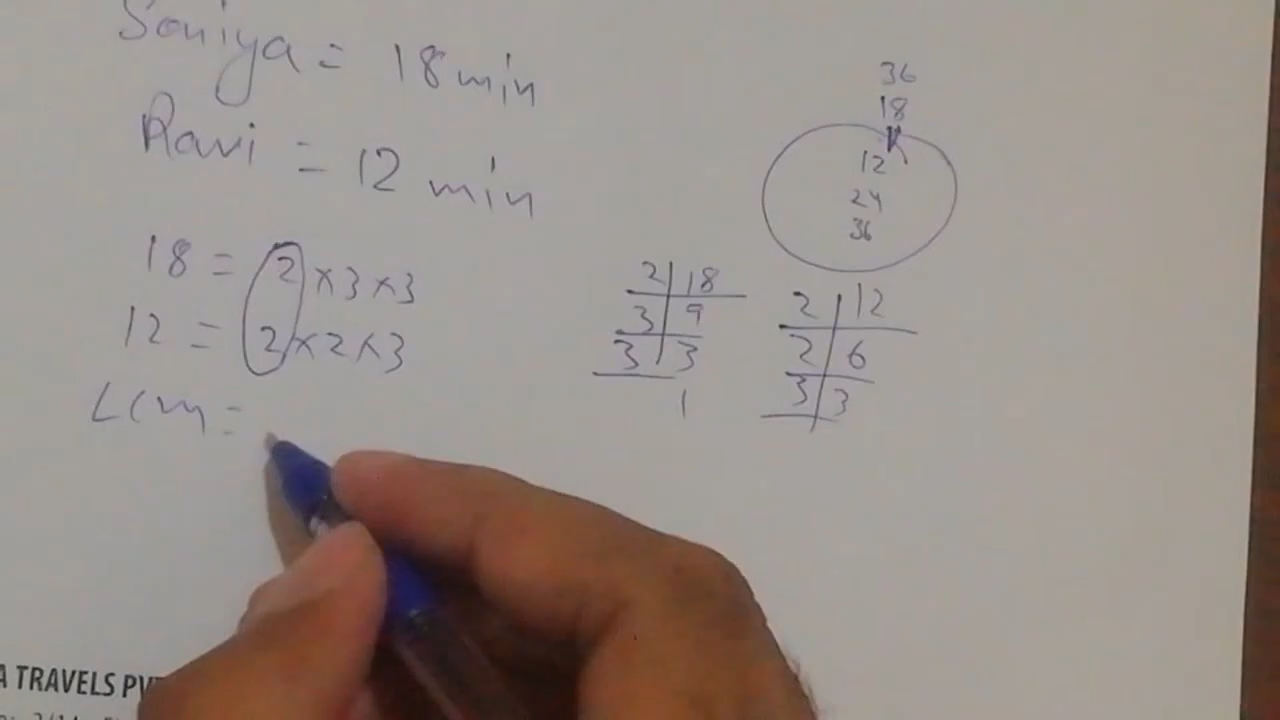 Soniya = 18 min
Ravi = 12 min
18 = 2 × 3 × 3
12 = 2 × 2 × 3
LCM =
36
18
12
24
36
2 | 18
3 | 9
3 | 3
1
2 | 12
2 | 6
3 | 3
A TRAVELS